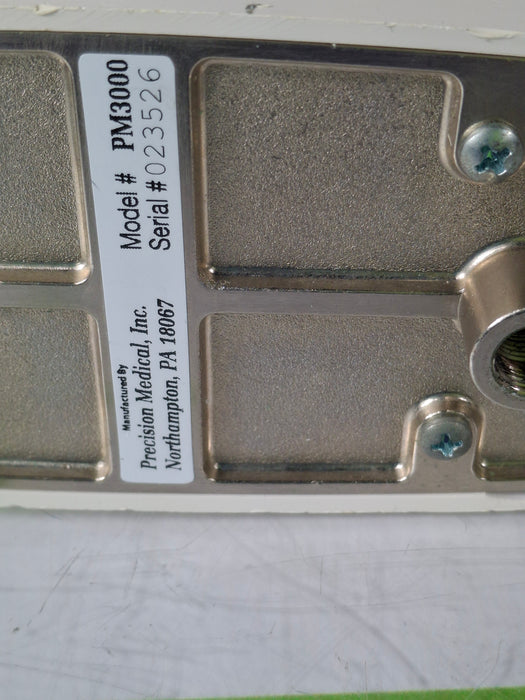 Model # PM3000
Serial # 023526
Manufactured By
Precision Medical, Inc.
Northampton, PA 18067